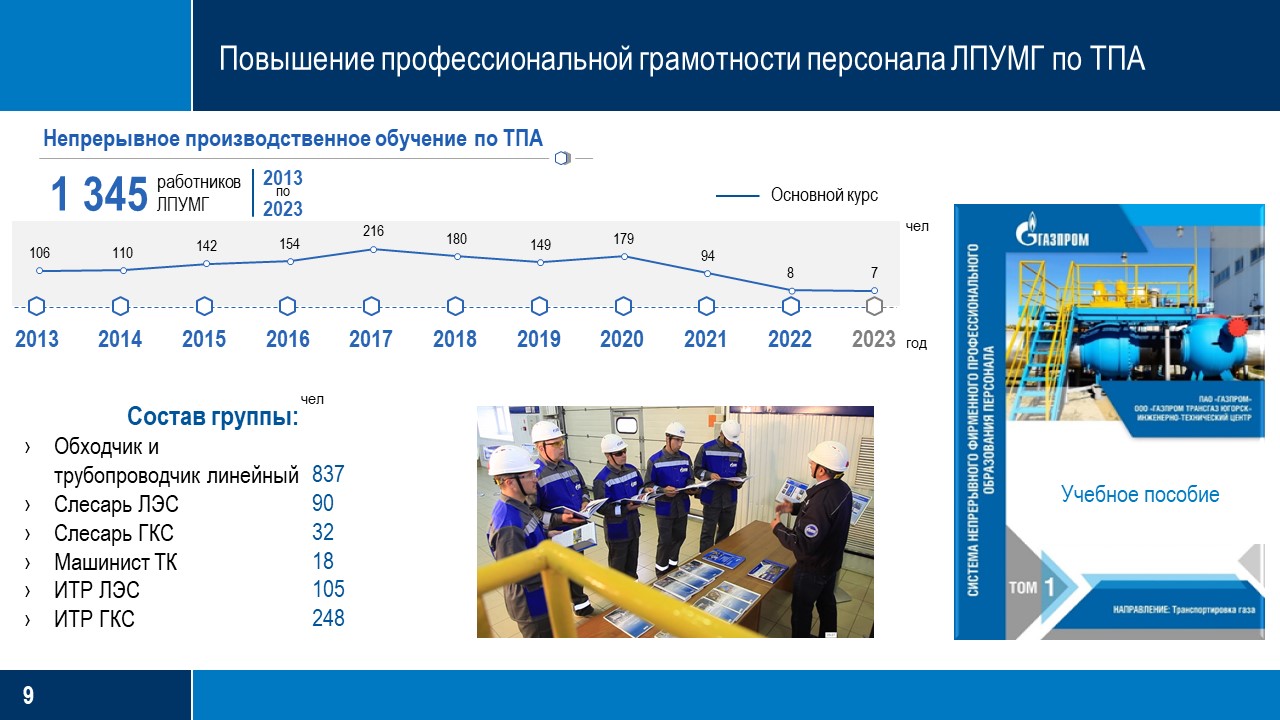 Повышение профессиональной грамотности персонала ЛПУМГ по ТПА
Непрерывное производственное обучение по ТПА
1 345
работников
ЛПУМГ
2013
по
2023
Основной курс
чел
106 110 142 154 216 180 149 179 94 8 7
2013 2014 2015 2016 2017 2018 2019 2020 2021 2022 2023
год
чел
Состав группы:
› Обходчик и
трубопроводчик линейный 837
› Слесарь ЛЭС 90
› Слесарь ГКС 32
› Машинист ТК 18
› ИТР ЛЭС 105
› ИТР ГКС 248
ГАЗПРОМ
СИСТЕМА НЕПРЕРЫВНОГО ФИРМЕННОГО ПРОФЕССИОНАЛЬНОГО
ОБРАЗОВАНИЯ ПЕРСОНАЛА
ПАО «ГАЗПРОМ»
ООО «ГАЗПРОМ ТРАНСГАЗ ЮГОРСК»
ИНЖЕНЕРНО-ТЕХНИЧЕСКИЙ ЦЕНТР
Учебное пособие
ТОМ 1
НАПРАВЛЕНИЕ: Транспортировка газа
9